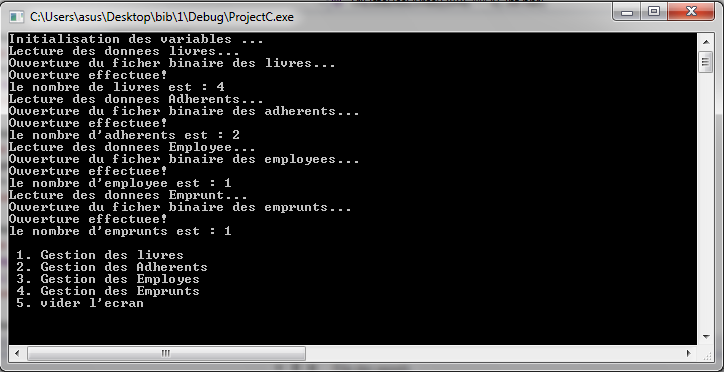 C:\Users\asus\Desktop\bib\1\Debug\ProjectC.exe
Initialisation des variables ...
Lecture des donnees livres...
Ouverture du ficher binaire des livres...
Ouverture effectuee!
le nombre de livres est : 4
Lecture des donnees Adherents...
Ouverture du ficher binaire des adherents...
Ouverture effectuee!
le nombre d'adherents est : 2
Lecture des donnees Employee...
Ouverture du ficher binaire des employees...
Ouverture effectuee!
le nombre d'employee est : 1
Lecture des donnees Emprunt...
Ouverture du ficher binaire des emprunts...
Ouverture effectuee!
le nombre d'emprunts est : 1
1. Gestion des livres
2. Gestion des Adherents
3. Gestion des Employes
4. Gestion des Emprunts
5. vider l'ecran